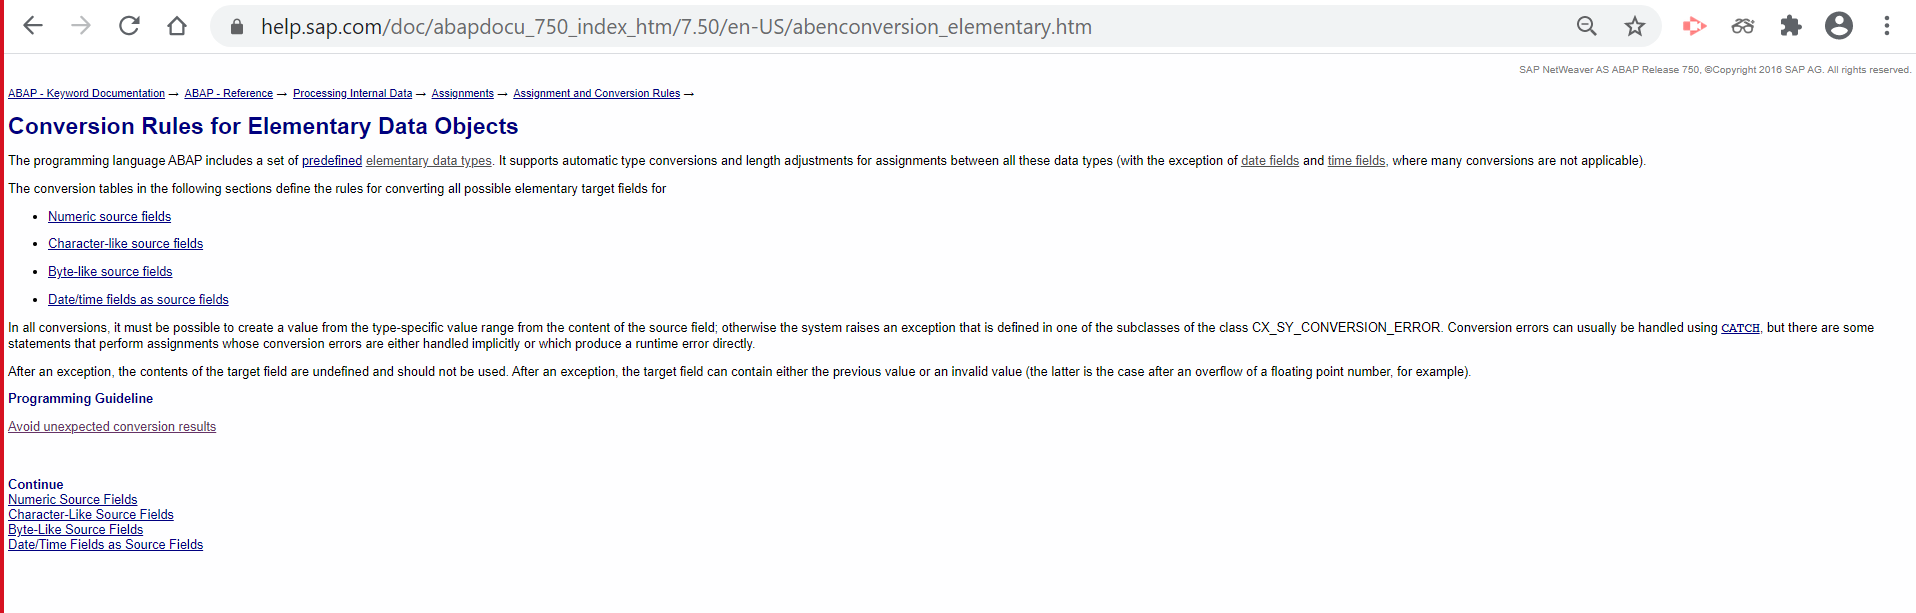 help.sap.com/doc/abapdocu_750_index_htm/7.50/en-US/abenconversion_elementary.htm
SAP NetWeaver AS ABAP Release 750, ©Copyright 2016 SAP AG. All rights reserved.
ABAP - Keyword Documentation → ABAP - Reference → Processing Internal Data → Assignments → Assignment and Conversion Rules →
Conversion Rules for Elementary Data Objects
The programming language ABAP includes a set of predefined elementary data types. It supports automatic type conversions and length adjustments for assignments between all these data types (with the exception of date fields and time fields, where many conversions are not applicable).
The conversion tables in the following sections define the rules for converting all possible elementary target fields for
• Numeric source fields
• Character-like source fields
• Byte-like source fields
• Date/time fields as source fields
In all conversions, it must be possible to create a value from the type-specific value range from the content of the source field; otherwise the system raises an exception that is defined in one of the subclasses of the class CX_SY_CONVERSION_ERROR. Conversion errors can usually be handled using CATCH, but there are some
statements that perform assignments whose conversion errors are either handled implicitly or which produce a runtime error directly.
After an exception, the contents of the target field are undefined and should not be used. After an exception, the target field can contain either the previous value or an invalid value (the latter is the case after an overflow of a floating point number, for example).
Programming Guideline
Avoid unexpected conversion results
Continue
Numeric Source Fields
Character-Like Source Fields
Byte-Like Source Fields
Date/Time Fields as Source Fields